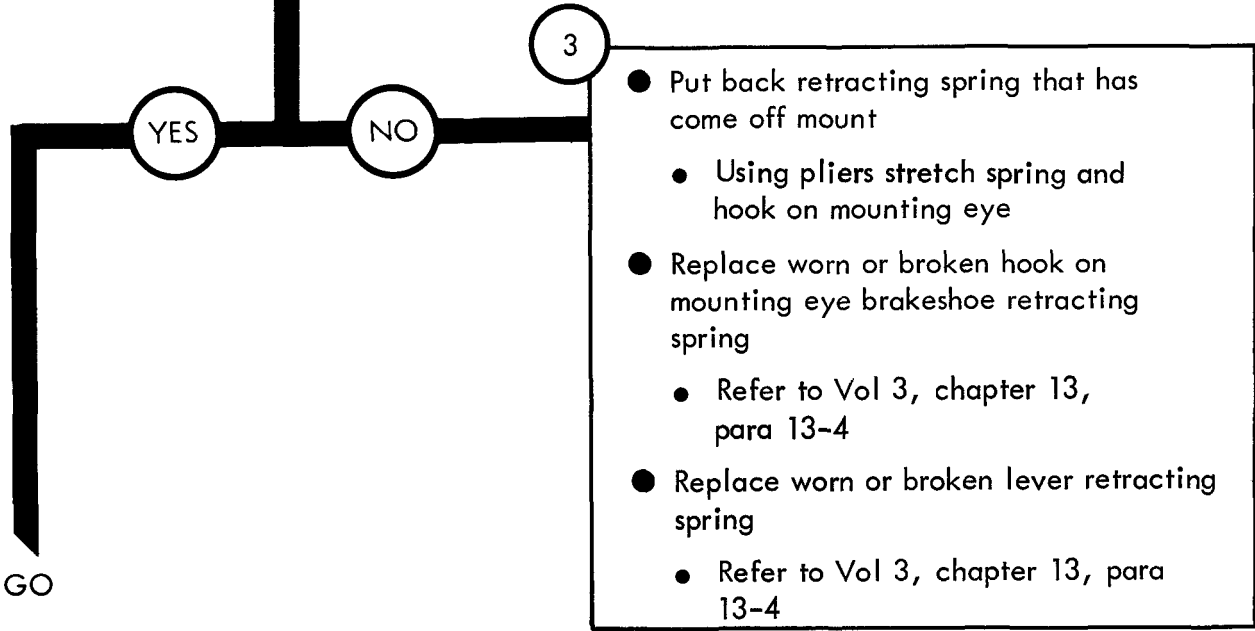 3
YES
NO
● Put back retracting spring that has
come off mount
● Using pliers stretch spring and
hook on mounting eye
● Replace worn or broken hook on
mounting eye brakeshoe retracting
spring
● Refer to Vol 3, chapter 13,
para 13-4
● Replace worn or broken lever retracting
spring
● Refer to Vol 3, chapter 13, para
13-4
GO